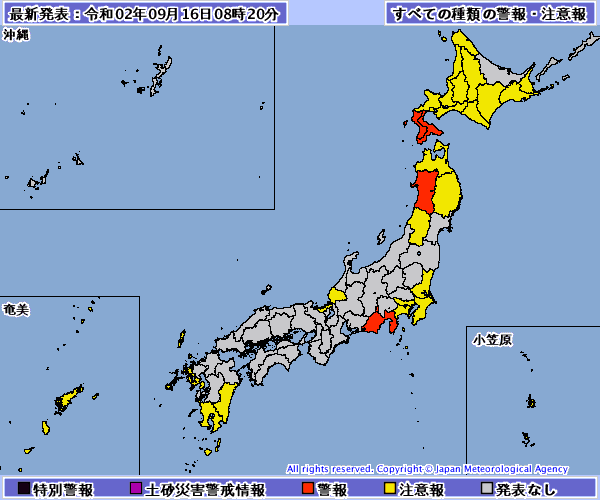 最新発表：令和02年09月16日08時20分
すべての種類の警報・注意報
沖縄
奄美
小笠原
All rights reserved. Copyright © Japan Meteorological Agency
特別警報 土砂災害警戒情報 警報 注意報 発表なし